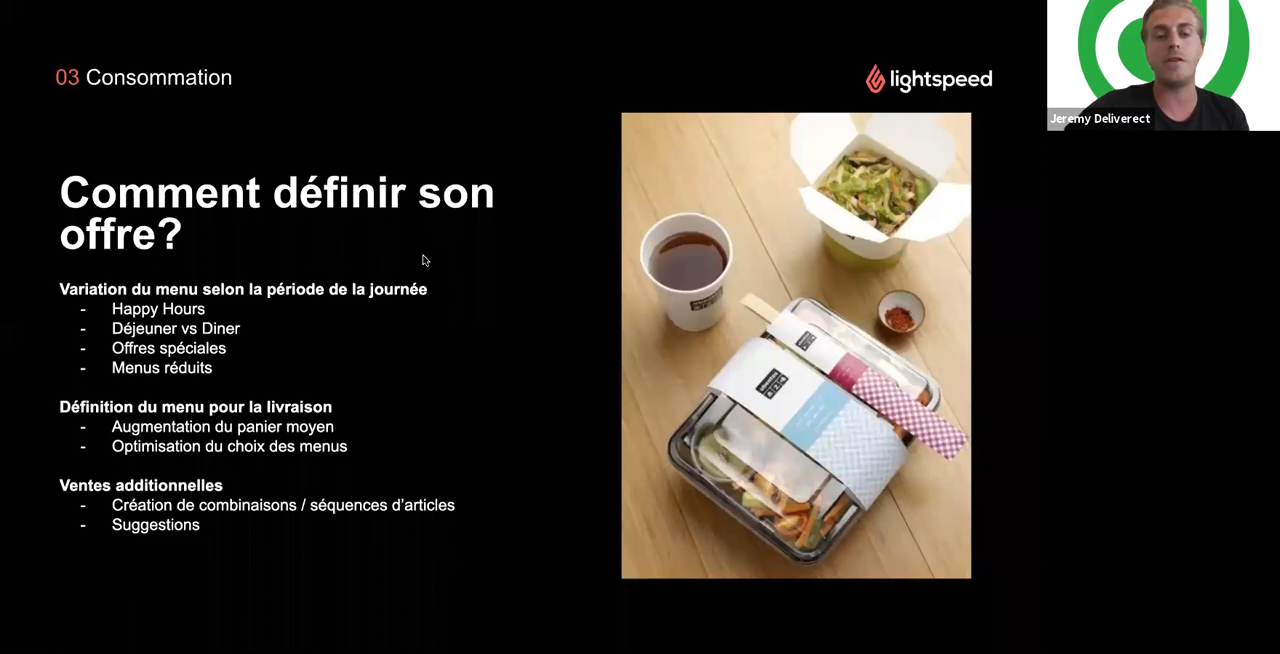 03 Consommation
lightspeed
Jeremy Deliverect
Comment définir son
offre?
Variation du menu selon la période de la journée
- Happy Hours
- Déjeuner vs Diner
- Offres spéciales
- Menus réduits
Définition du menu pour la livraison
- Augmentation du panier moyen
- Optimisation du choix des menus
Ventes additionnelles
- Création de combinaisons / séquences d’articles
- Suggestions